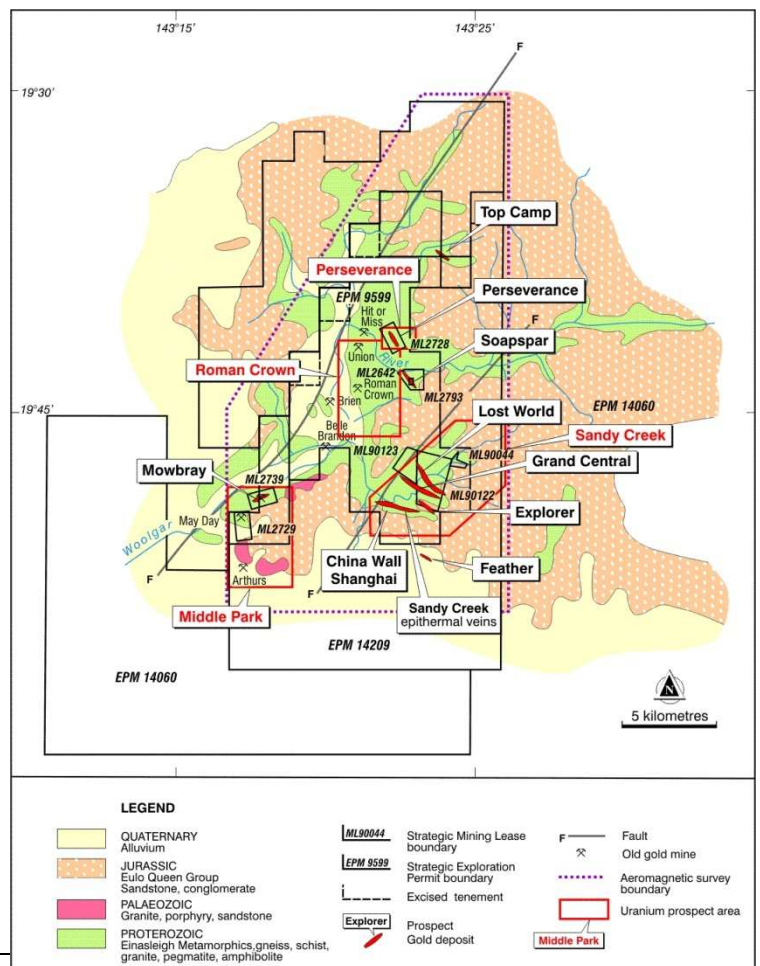 143°15'
143°25'
F
19°30'
Top Camp
Perseverance
EPM 9599
Hit or
Miss
Perseverance
F
Union
River
ML2728
Soapspar
Roman Crown
ML2642
Roman
Crown
ML2793
Brien
Lost World
EPM 14060
19°45'
Belle
Brandon
ML90123
ML90044
Sandy Creek
Mowbray
ML2739
Grand Central
ML90122
May Day
ML2729
Explorer
Woolgar
China Wall
Shanghai
Feather
F
Arthurs
F
Sandy Creek
epithermal veins
Middle Park
EPM 14209
EPM 14060
N
5 kilometres
LEGEND
QUATERNARY
Alluvium
JURASSIC
Eulo Queen Group
Sandstone, conglomerate
PALAEOZOIC
Granite, porphyry, sandstone
PROTEROZOIC
Einasleigh Metamorphics,gneiss, schist,
granite, pegmatite, amphibolite
ML90044
Strategic Mining Lease
boundary
EPM 9599
Strategic Exploration
Permit boundary
Excised tenement
Explorer
Prospect
Gold deposit
F
Fault
Old gold mine
Aeromagnetic survey
boundary
Uranium prospect area
Middle Park